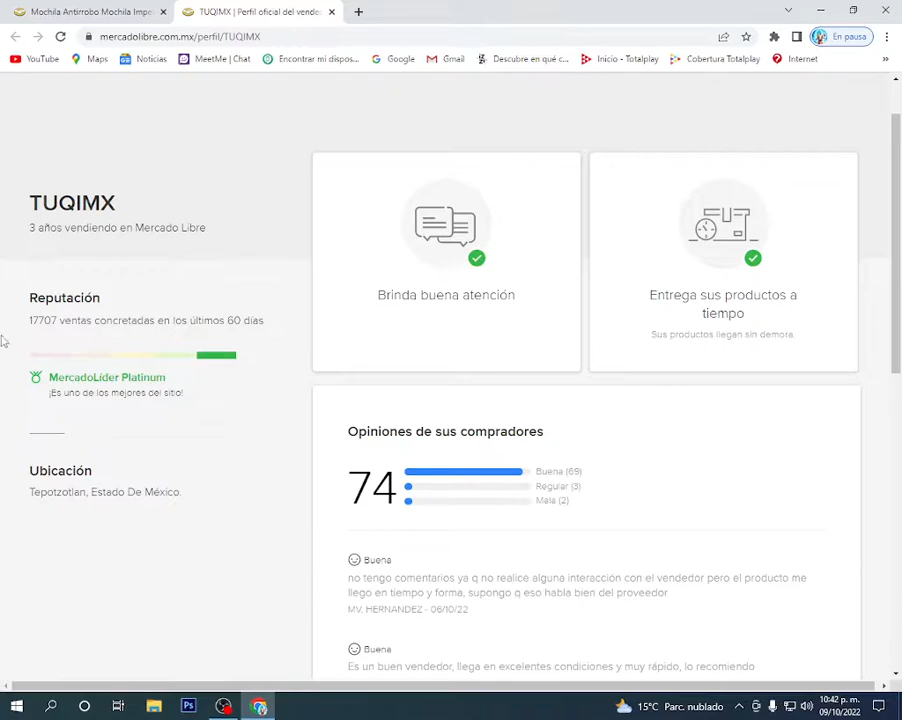 Mochila Antirrobo Mochila Impe
TUQIMX | Perfil oficial del vende
mercadolibre.com.mx/perfil/TUQIMX
En pausa
YouTube
Maps
Noticias
MeetMe | Chat
Encontrar mi dispos...
Google
Gmail
Descubre en qué c...
Inicio - Totalplay
Cobertura Totalplay
Internet
»
TUQIMX
3 años vendiendo en Mercado Libre
Reputación
17707 ventas concretadas en los últimos 60 días
MercadoLíder Platinum
¡Es uno de los mejores del sitio!
Ubicación
Tepotzotlan, Estado De México.
Brinda buena atención
Entrega sus productos a
tiempo
Sus productos llegan sin demora.
Opiniones de sus compradores
74
Buena (69)
Regular (3)
Mala (2)
Buena
no tengo comentarios ya q no realice alguna interacción con el vendedor pero el producto me
llego en tiempo y forma, supongo q eso habla bien del proveedor
MV. HERNANDEZ - 06/10/22
Buena
Es un buen vendedor, llega en excelentes condiciones y muy rápido, lo recomiendo
Ps
15°C Parc. nublado
10:42 p. m.
09/10/2022